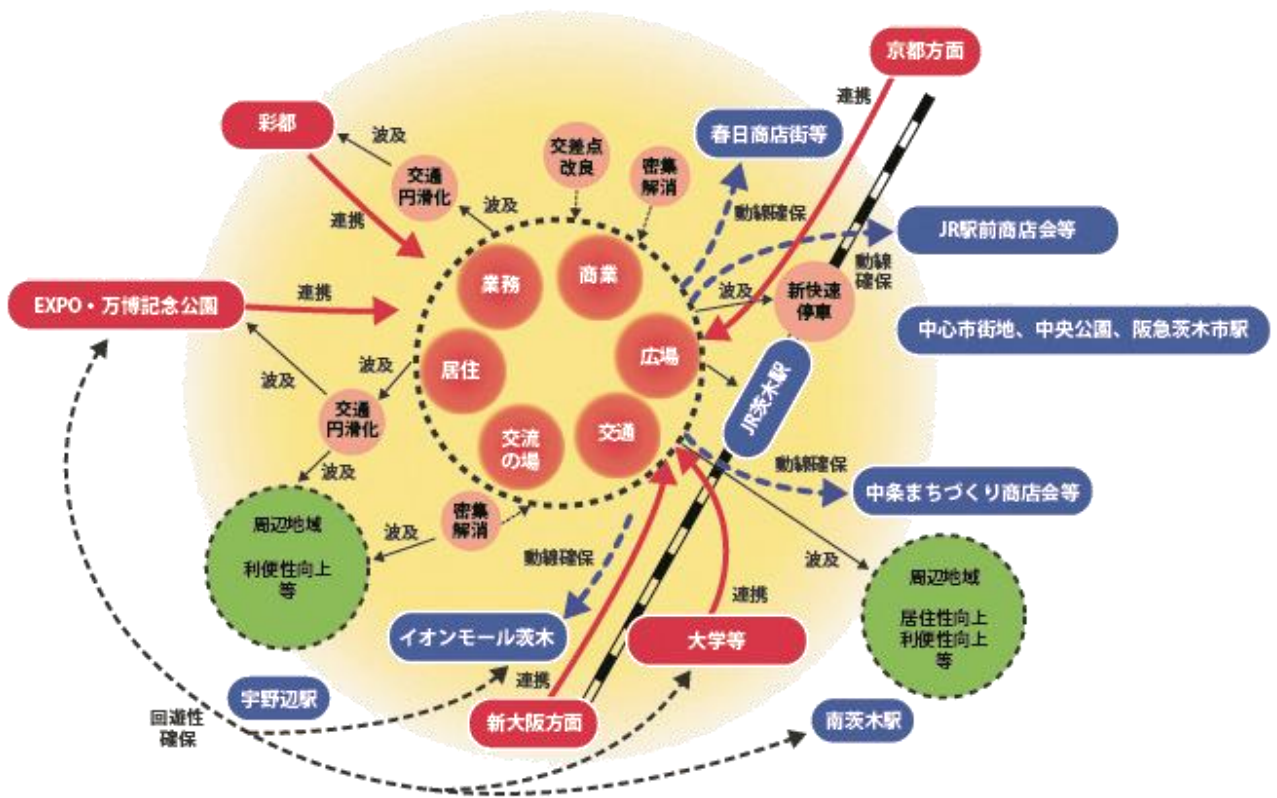 京都方面
連携
彩都
波及
春日商店街等
交差点
改良
密集
解消
交通
円滑化
波及
連携
動線確保
JR駅前商店会等
動線
確保
業務
商業
波及
新快速
停車
EXPO・万博記念公園
連携
中心市街地、中央公園、阪急茨木市駅
居住
広場
波及
波及
JR茨木駅
交通
円滑化
交流
の場
交通
動線確保
波及
中条まちづくり商店会等
周辺地域
利便性向上
等
密集
解消
波及
動線確保
波及
周辺地域
居住性向上
利便性向上
等
連携
イオンモール茨木
大学等
連携
宇野辺駅
回遊性
確保
新大阪方面
南茨木駅